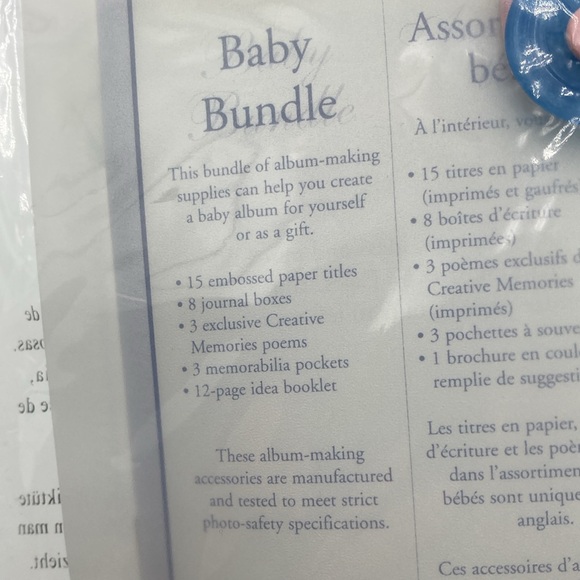 Baby
Bundle
This bundle of album-making
supplies can help you create
a baby album for yourself
or as a gift.
• 15 embossed paper titles
• 8 journal boxes
• 3 exclusive Creative
Memories poems
• 3 memorabilia pockets
• 12-page idea booklet
These album-making
accessories are manufactured
and tested to meet strict
photo-safety specifications.
À l'intérieur,
• 15 titres en papier
(imprimés et gaufrés
• 8 boîtes d'écriture
(imprimées)
• 3 poèmes exclusifs
Creative Memories
(imprimés)
• 3 pochettes à
• 1 brochure en
remplie de
Les titres en papier,
d'écriture et les
dans
bébés sont
anglais.
Ces accessoires